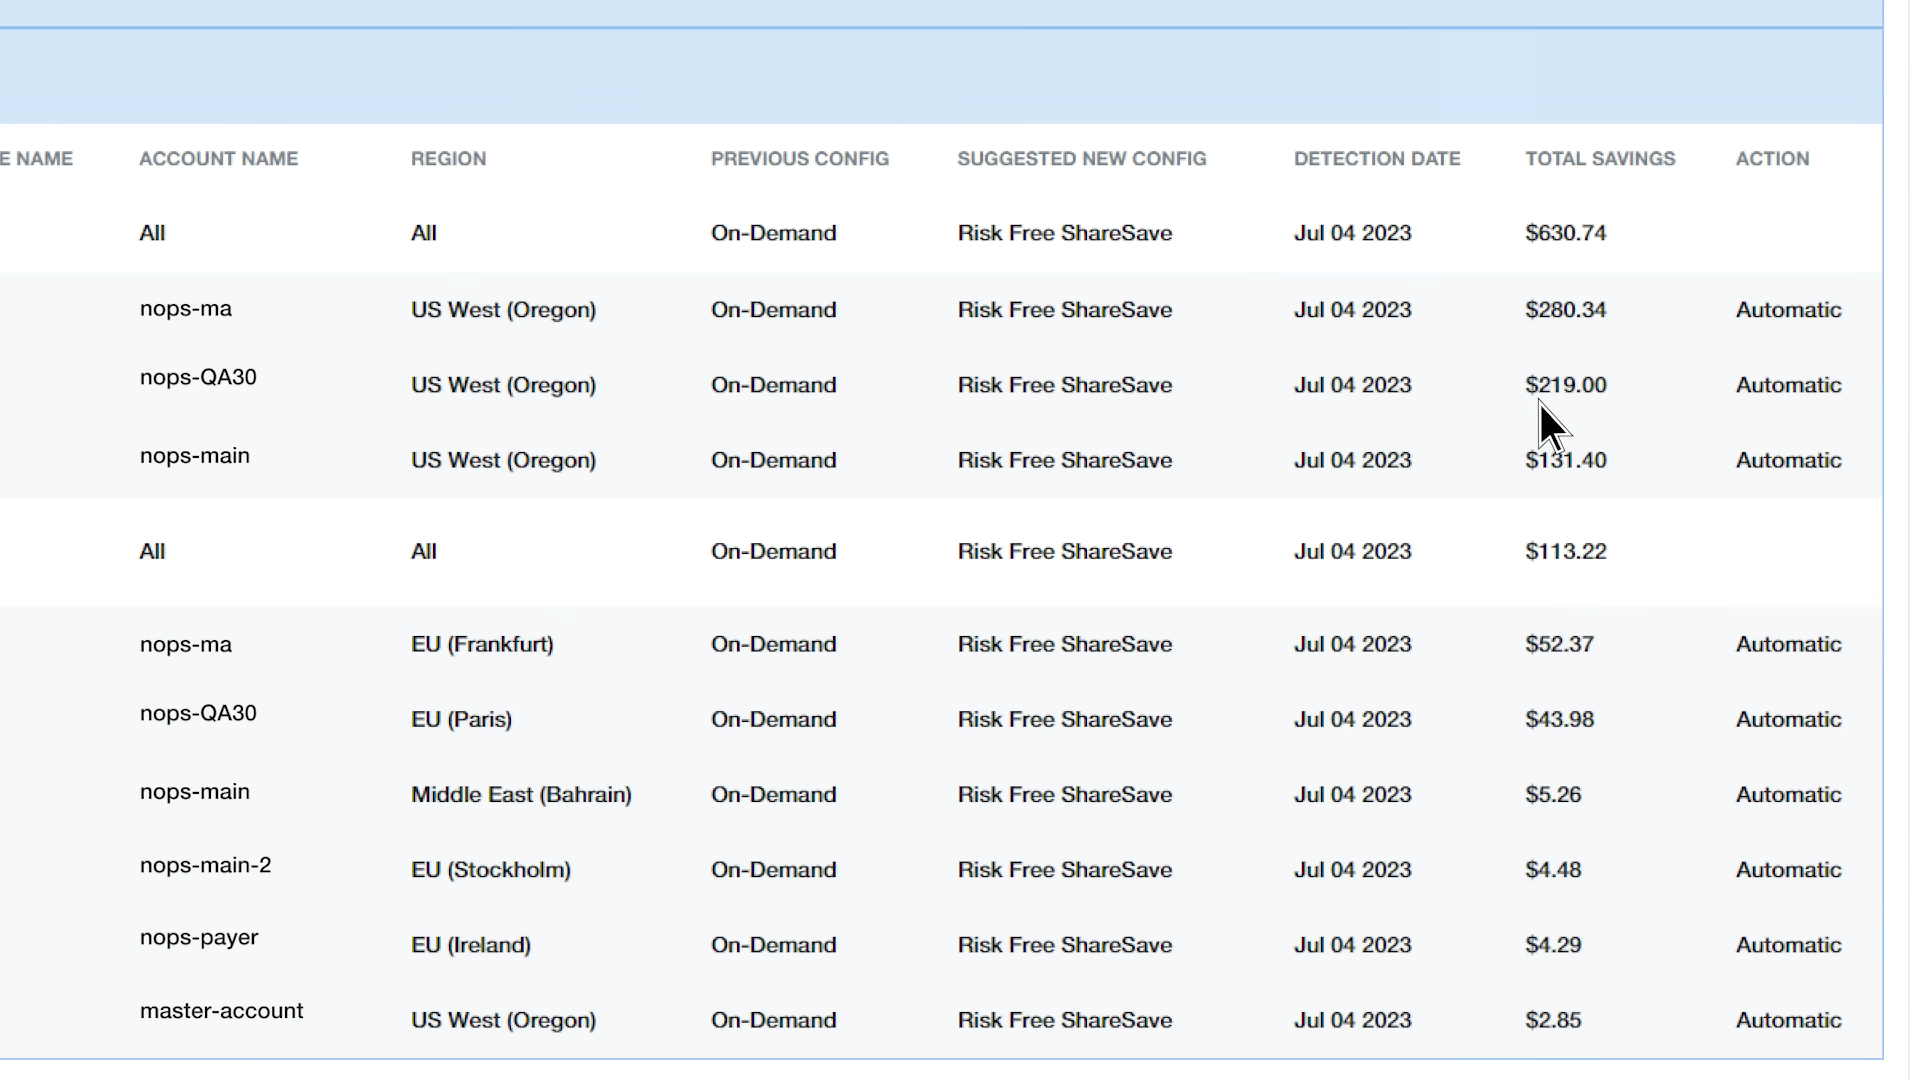 E NAME ACCOUNT NAME REGION PREVIOUS CONFIG SUGGESTED NEW CONFIG DETECTION DATE TOTAL SAVINGS ACTION
All All On-Demand Risk Free ShareSave Jul 04 2023 $630.74
nops-ma US West (Oregon) On-Demand Risk Free ShareSave Jul 04 2023 $280.34 Automatic
nops-QA30 US West (Oregon) On-Demand Risk Free ShareSave Jul 04 2023 $219.00 Automatic
nops-main US West (Oregon) On-Demand Risk Free ShareSave Jul 04 2023 $131.40 Automatic
All All On-Demand Risk Free ShareSave Jul 04 2023 $113.22
nops-ma EU (Frankfurt) On-Demand Risk Free ShareSave Jul 04 2023 $52.37 Automatic
nops-QA30 EU (Paris) On-Demand Risk Free ShareSave Jul 04 2023 $43.98 Automatic
nops-main Middle East (Bahrain) On-Demand Risk Free ShareSave Jul 04 2023 $5.26 Automatic
nops-main-2 EU (Stockholm) On-Demand Risk Free ShareSave Jul 04 2023 $4.48 Automatic
nops-payer EU (Ireland) On-Demand Risk Free ShareSave Jul 04 2023 $4.29 Automatic
master-account US West (Oregon) On-Demand Risk Free ShareSave Jul 04 2023 $2.85 Automatic